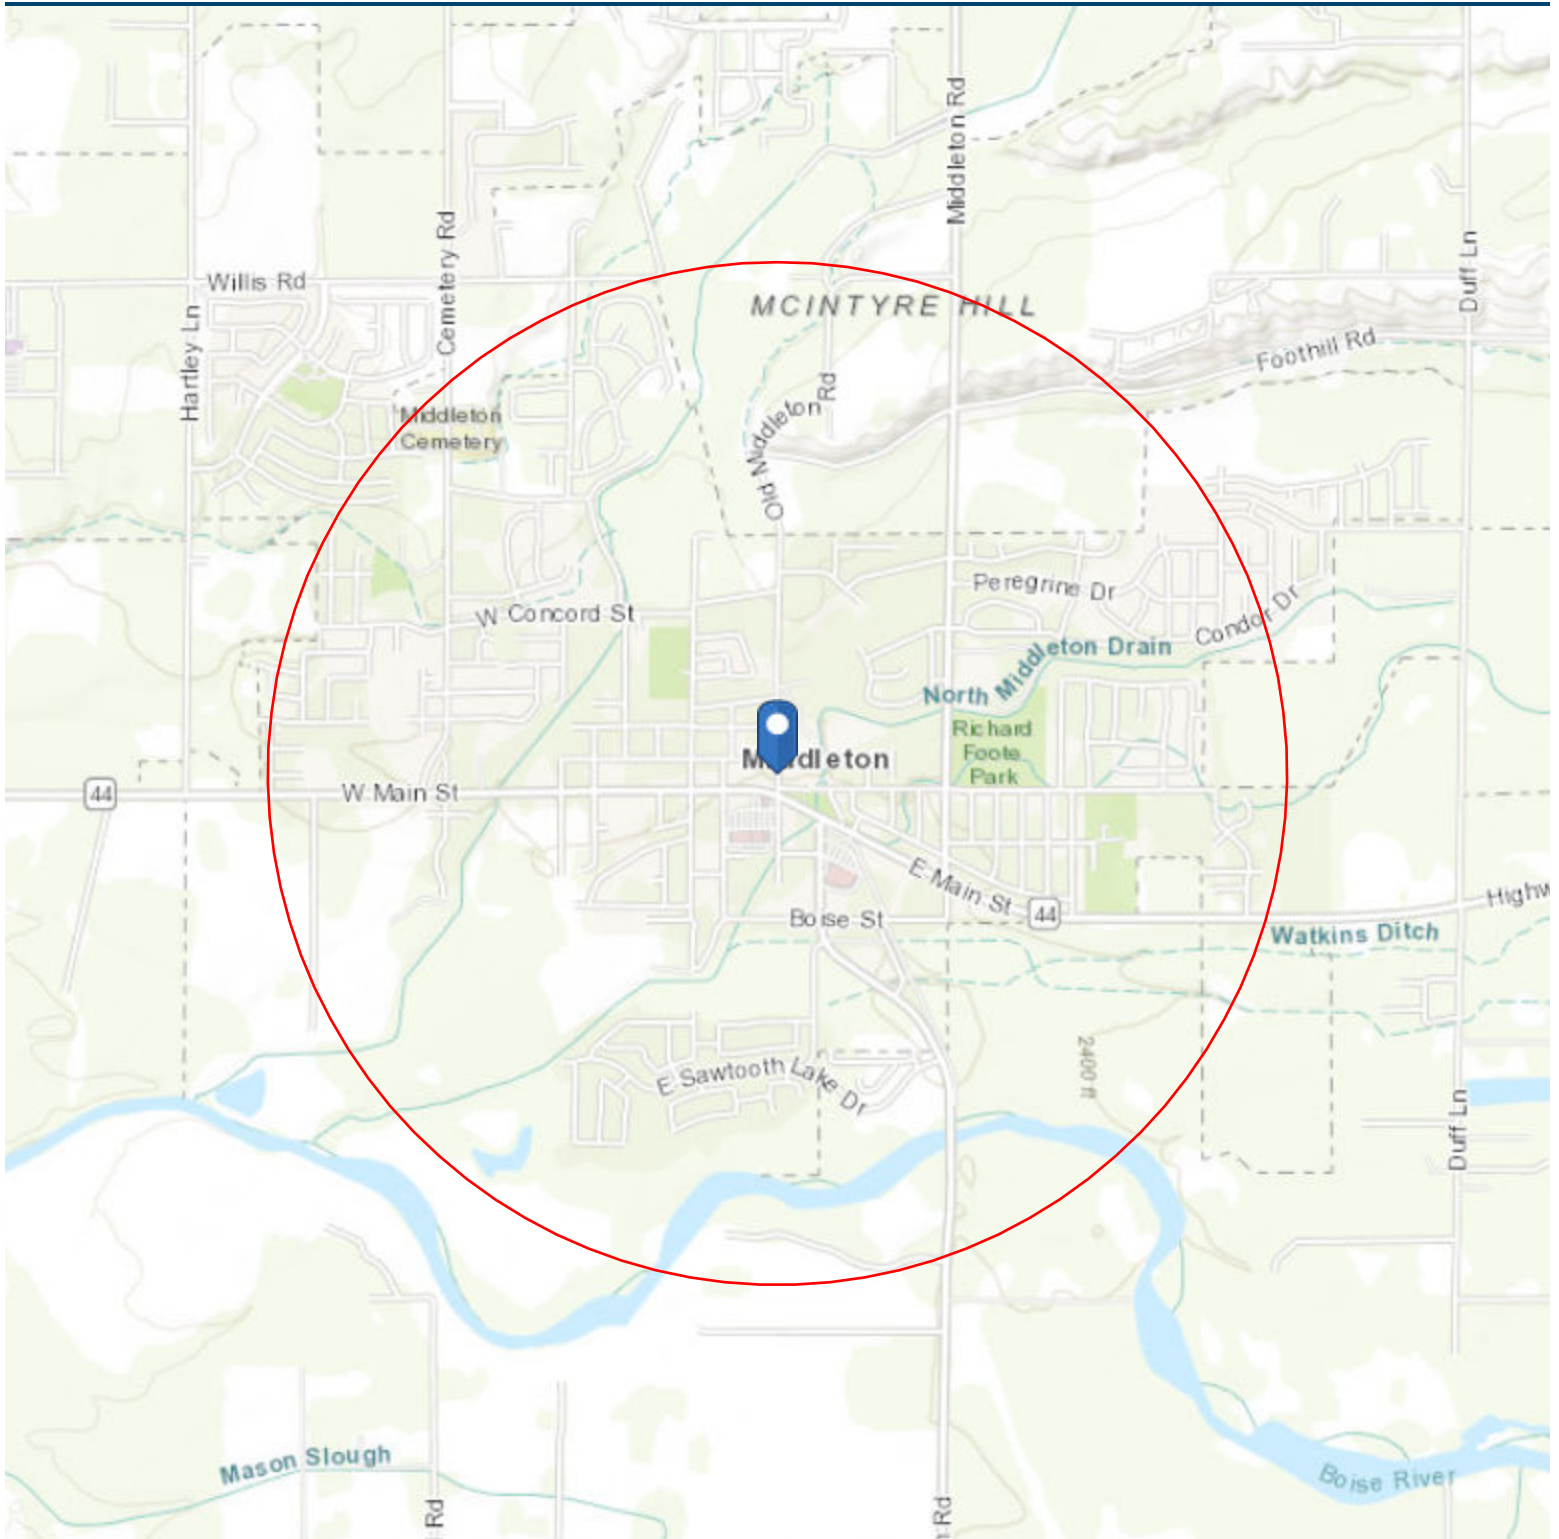 Middleton Rd
Cemetery Rd
Duff Ln
Willis Rd
MCINTYRE HILL
Hartley Ln
Foothill Rd
Old Middleton Rd
Middleton
Cemetery
Peregrine Dr
W Concord St
Condor Dr
North Middleton Drain
Richard
Foote
Park
Middleton
44
W Main St
E Main St
44
Highw
Boise St
Watkins Ditch
2400 ft
E Sawtooth Lake Dr
Duff Ln
Mason Slough
Boise River
Rd
Rd